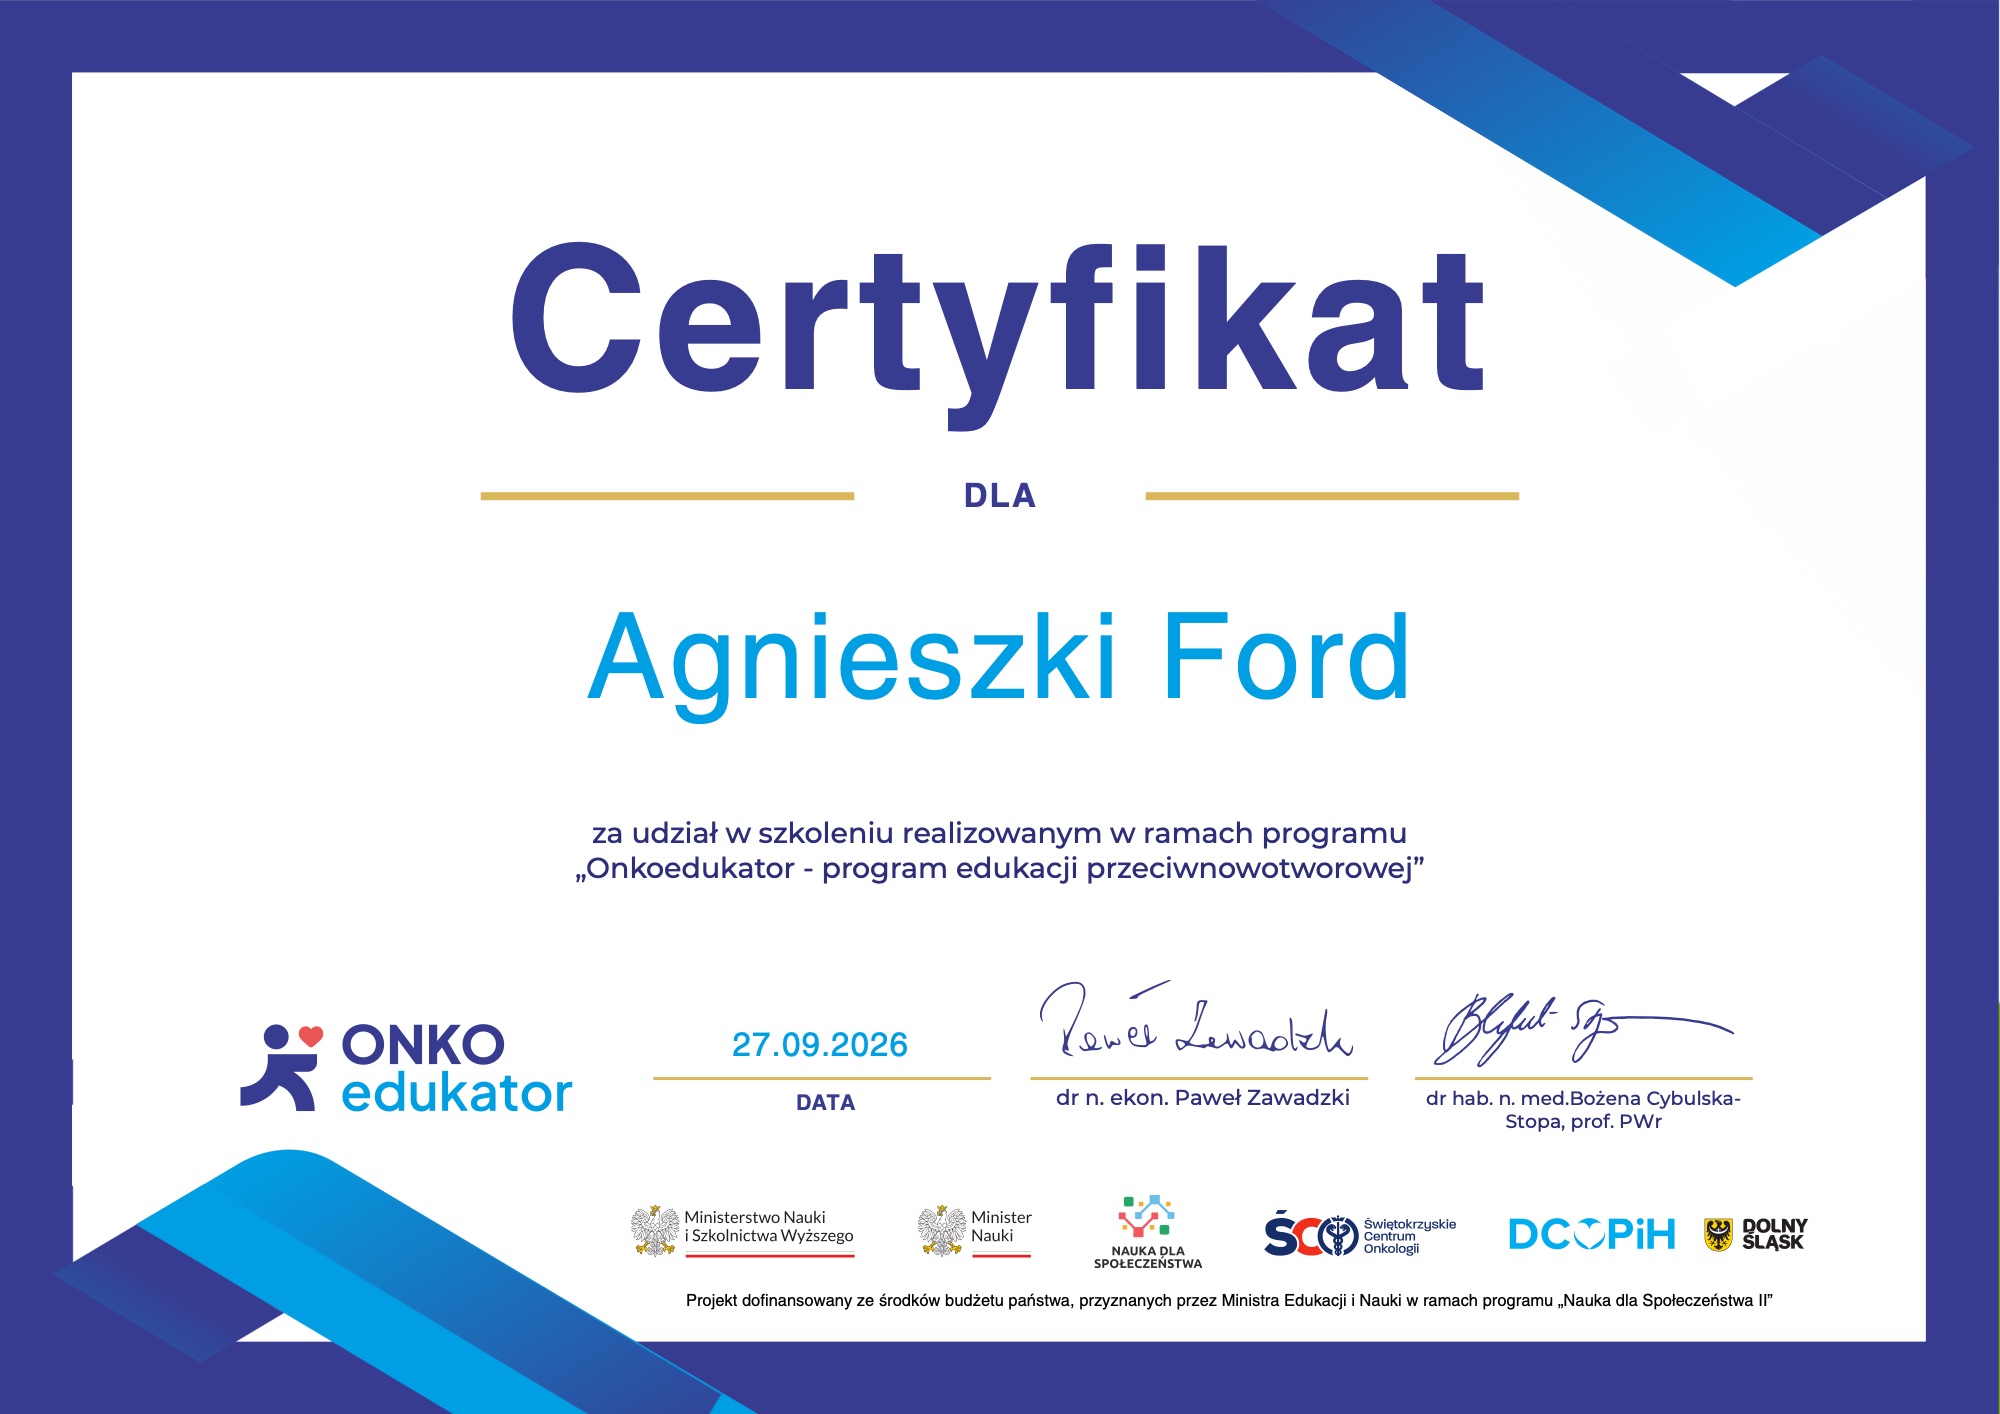 Certyfikat
DLA
Agnieszki Ford
za udział w szkoleniu realizowanym w ramach programu
„Onkoedukator - program edukacji przeciwnowotworowej”
ONKO
edukator
27.09.2026
DATA
Paweł Zawadzki
dr n. ekon. Paweł Zawadzki
dr hab. n. med.Bożena Cybulska-
Stopa, prof. PWr
Ministerstwo Nauki
i Szkolnictwa Wyższego
Minister
Nauki
NAUKA DLA
SPOŁECZEŃSTWA
ŚCO
Świętokrzyskie
Centrum
Onkologii
DCOPiH
DOLNY
ŚLĄSK
Projekt dofinansowany ze środków budżetu państwa, przyznanych przez Ministra Edukacji i Nauki w ramach programu „Nauka dla Społeczeństwa II”